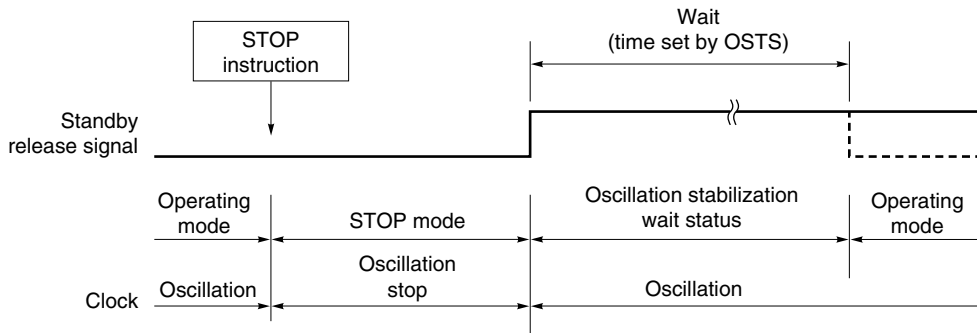 Wait
(time set by OSTS)
STOP
instruction
Standby
release signal
Operating
mode
STOP mode
Oscillation stabilization
wait status
Operating
mode
Clock
Oscillation
Oscillation
stop
Oscillation